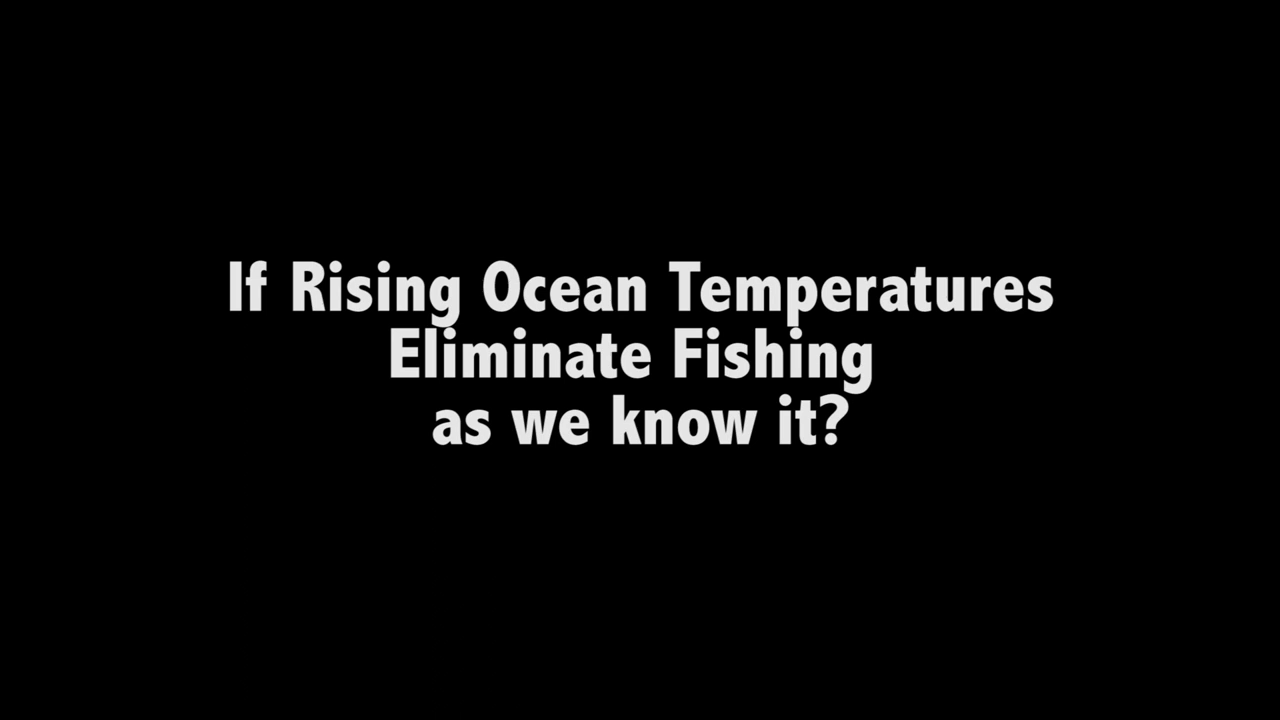 If Rising Ocean Temperatures
Eliminate Fishing
as we know it?